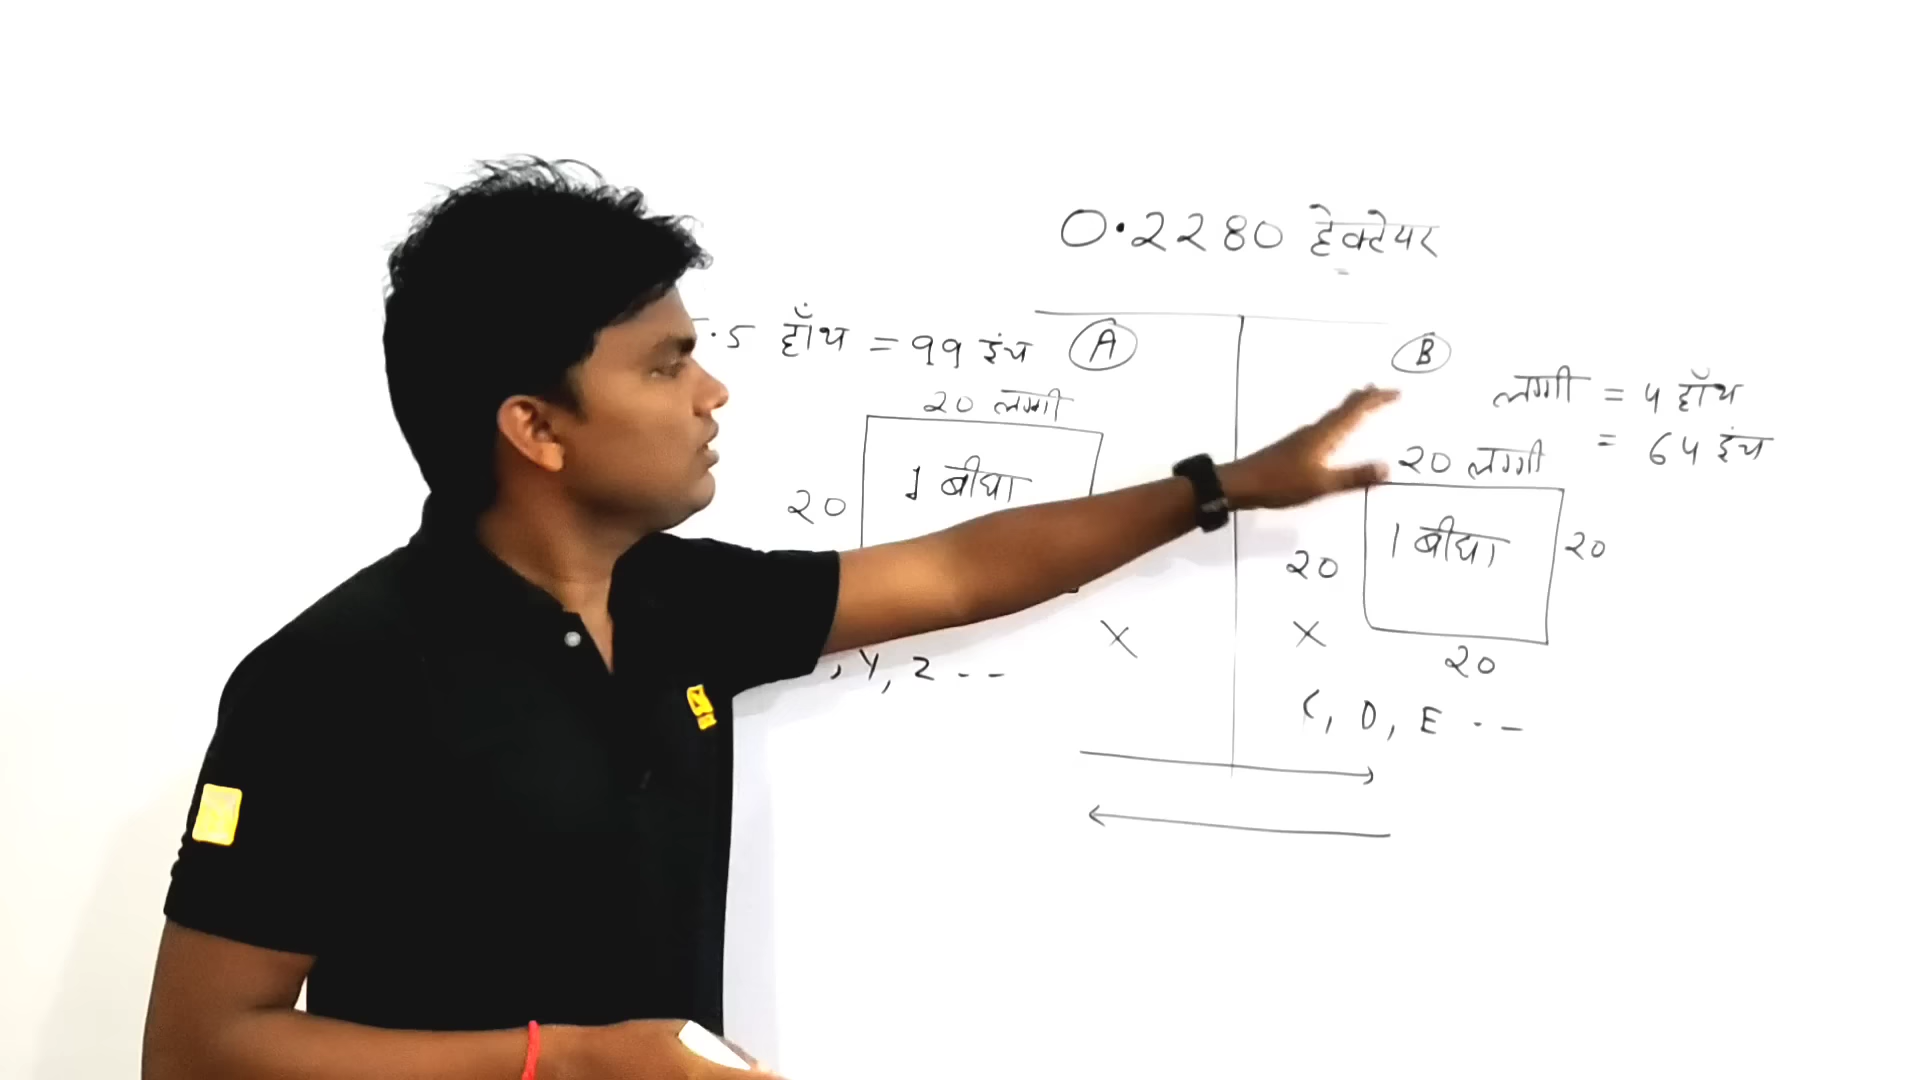 0.2280 हेक्टेयर
.5 हाँथ = 99 इंच
A
20 लग्गी
1 बीघा
20
, Y, Z - -
X
B
लग्गी = 4 हाँथ
= 64 इंच
20 लग्गी
1 बीघा
20
20
X
20
C, D, E - -